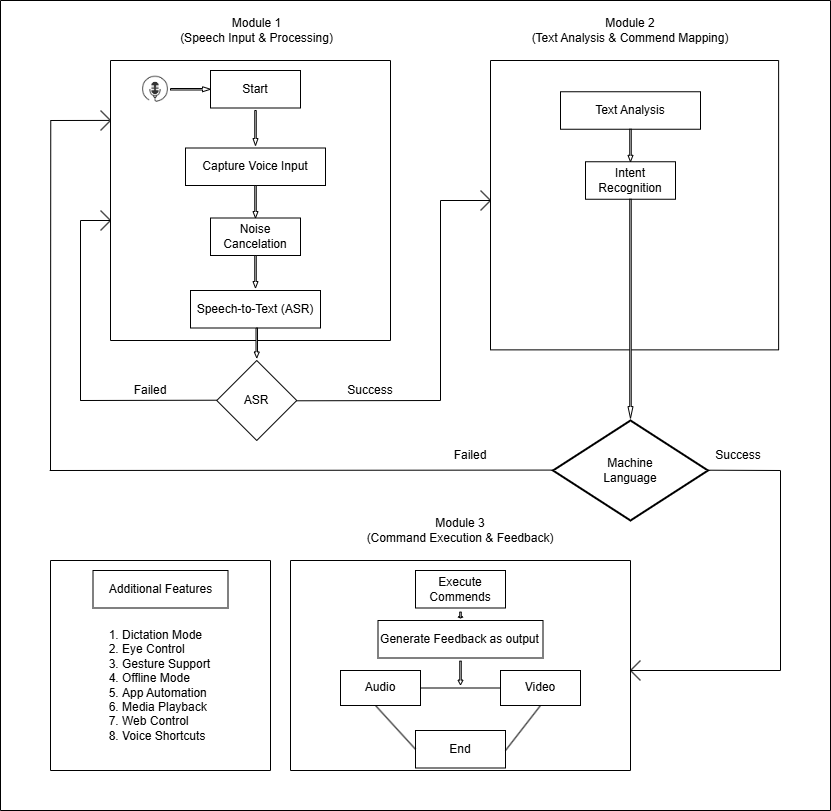 Module 1
(Speech Input & Processing)
Start
Capture Voice Input
Noise
Cancelation
Speech-to-Text (ASR)
ASR
Failed
Success
Module 2
(Text Analysis & Commend Mapping)
Text Analysis
Intent
Recognition
Machine
Language
Failed
Success
Module 3
(Command Execution & Feedback)
Execute
Commends
Generate Feedback as output
Audio
Video
End
Additional Features
1. Dictation Mode
2. Eye Control
3. Gesture Support
4. Offline Mode
5. App Automation
6. Media Playback
7. Web Control
8. Voice Shortcuts